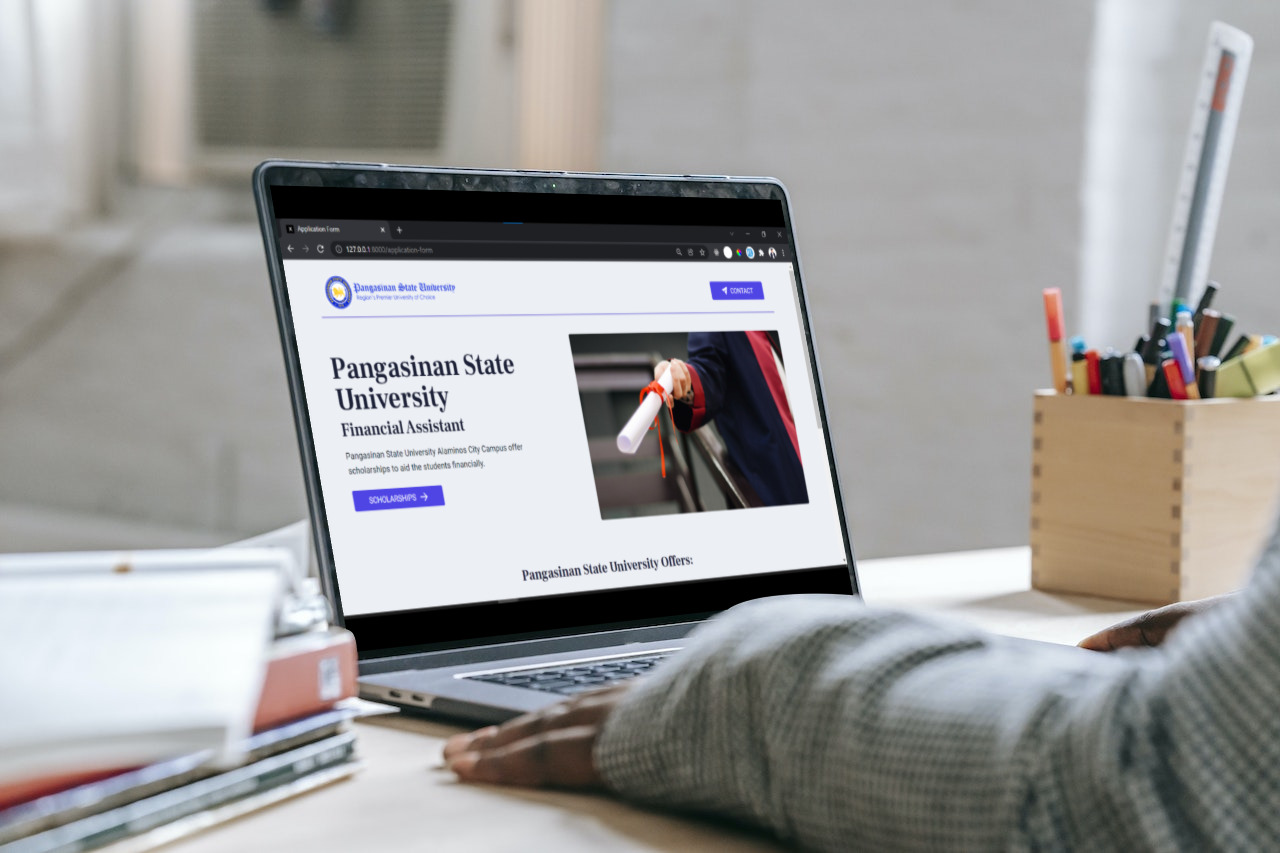 Application Form
127.0.0.1:8000/application-form
Pangasinan State University
Region's Premier University of Choice
CONTACT
Pangasinan State
University
Financial Assistant
Pangasinan State University Alaminos City Campus offer
scholarships to aid the students financially.
SCHOLARSHIPS
Pangasinan State University Offers: